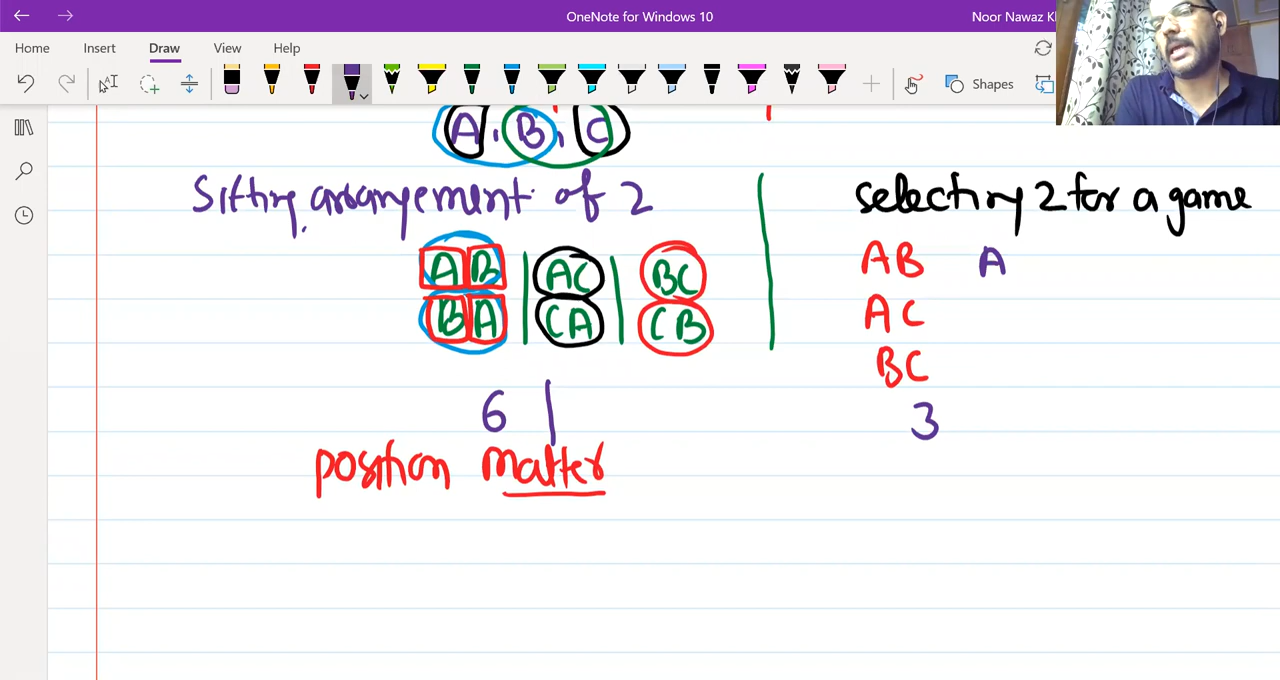 OneNote for Windows 10
Noor Nawaz
Home Insert Draw View Help
Shapes
A, B, C
Sitting arrangement of 2
selecting 2 for a game
AB AC BC
BA CA CB
AB A
AC
BC
6
3
position matter